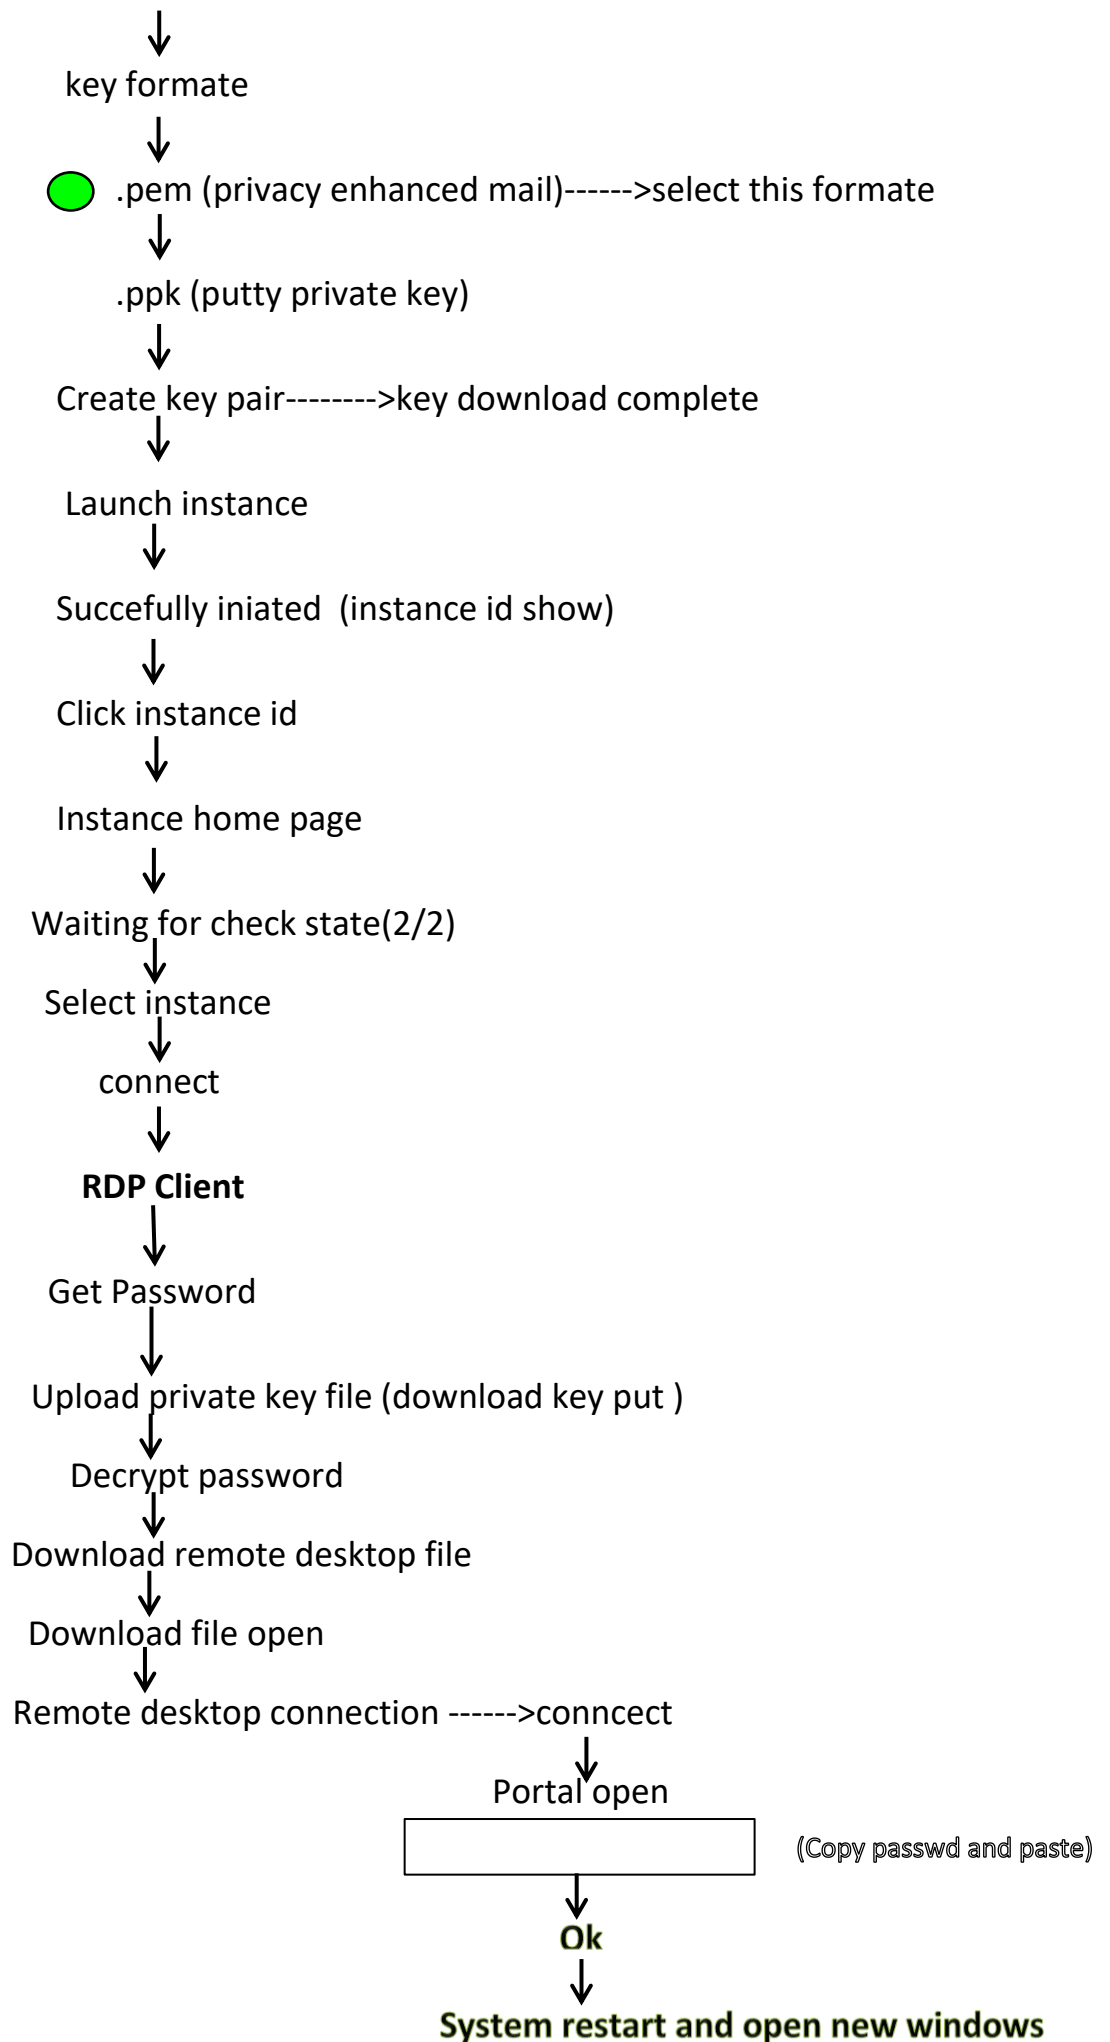 key formate
.pem (privacy enhanced mail)------>select this formate
.ppk (putty private key)
Create key pair-------->key download complete
Launch instance
Succefully iniated  (instance id show)
Click instance id
Instance home page
Waiting for check state(2/2)
Select instance
connect
RDP Client
Get Password
Upload private key file (download key put )
Decrypt password
Download remote desktop file
Download file open
Remote desktop connection ------>conncect
Portal open
(Copy passwd and paste)
Ok
System restart and open new windows